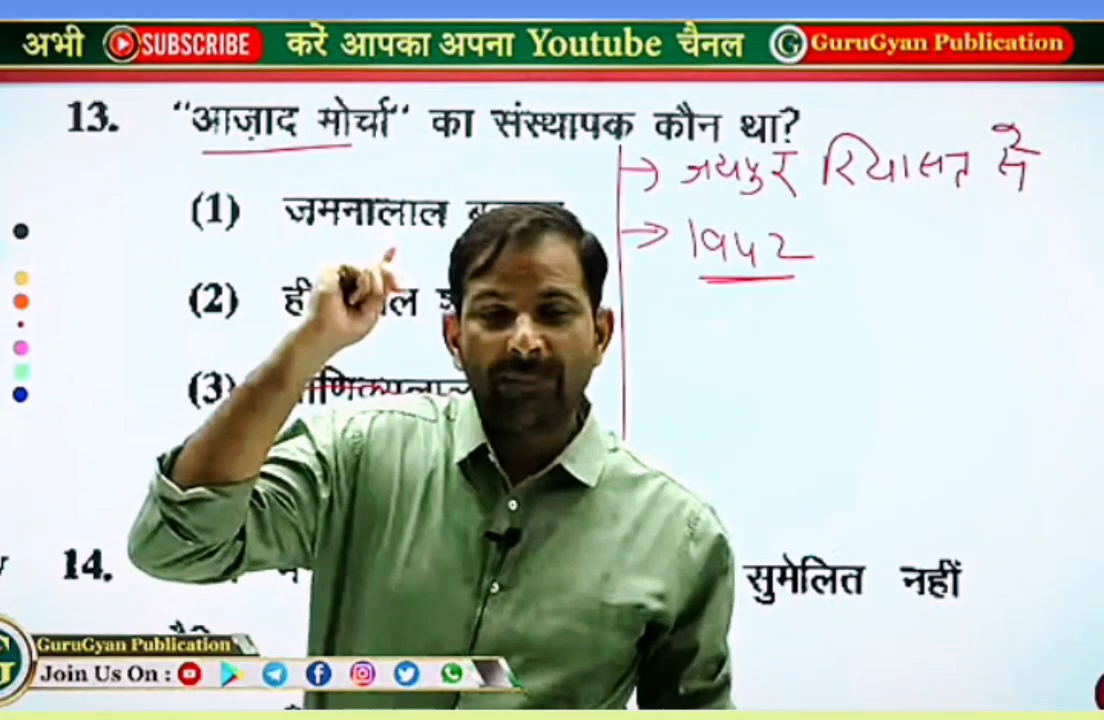 अभी SUBSCRIBE करें आपका अपना Youtube चैनल GuruGyan Publication
13. "आज़ाद मोर्चा" का संस्थापक कौन था?
→ जयपुर रियासत से
(1) जमनालाल
→ 1942
(2)
(3)
14. सुमेलित नहीं
GuruGyan Publication
Join Us On :